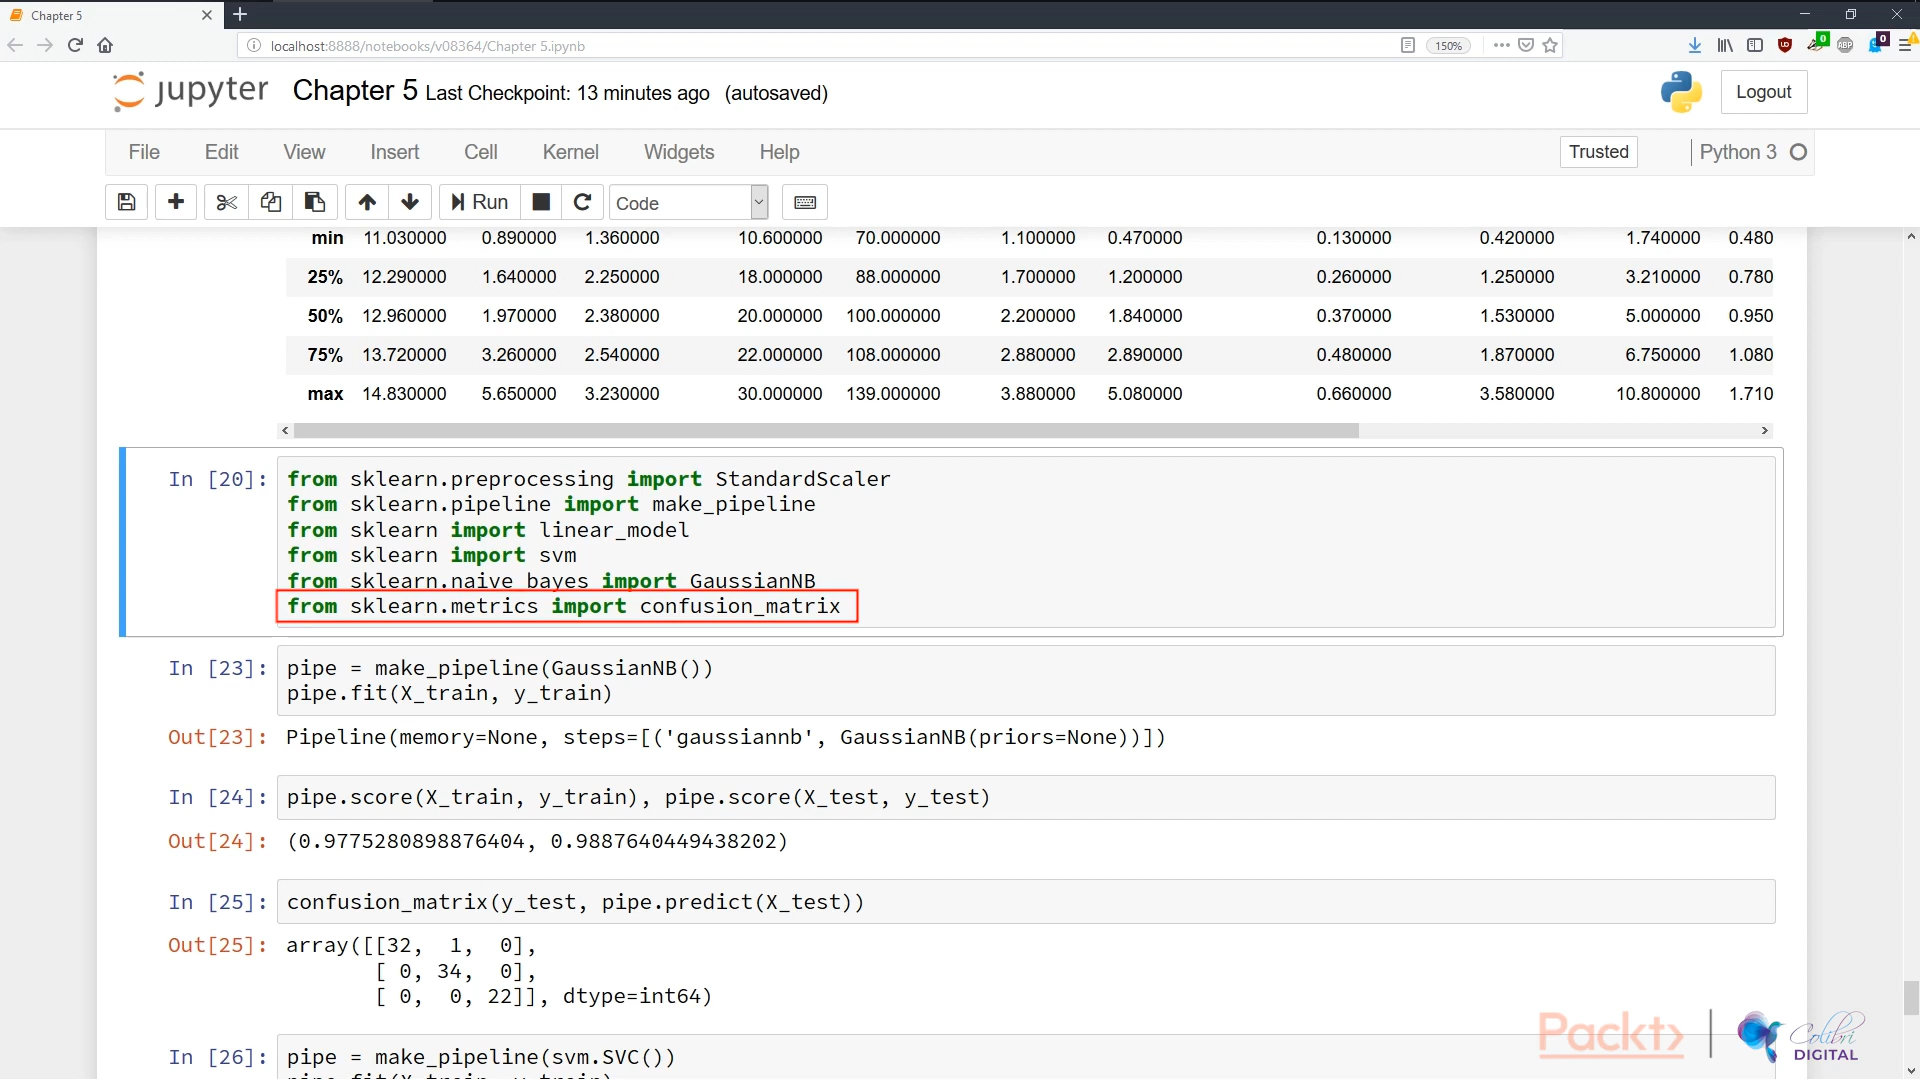 Chapter 5
localhost:8888/notebooks/v08364/Chapter 5.ipynb
150%
0
ABP
0
jupyter Chapter 5 Last Checkpoint: 13 minutes ago (autosaved)
Logout
File Edit View Insert Cell Kernel Widgets Help
Trusted
Python 3
Run
Code
min 11.030000 0.890000 1.360000 10.600000 70.000000 1.100000 0.470000 0.130000 0.420000 1.740000 0.480
25% 12.290000 1.640000 2.250000 18.000000 88.000000 1.700000 1.200000 0.260000 1.250000 3.210000 0.780
50% 12.960000 1.970000 2.380000 20.000000 100.000000 2.200000 1.840000 0.370000 1.530000 5.000000 0.950
75% 13.720000 3.260000 2.540000 22.000000 108.000000 2.880000 2.890000 0.480000 1.870000 6.750000 1.080
max 14.830000 5.650000 3.230000 30.000000 139.000000 3.880000 5.080000 0.660000 3.580000 10.800000 1.710
In [20]: from sklearn.preprocessing import StandardScaler
from sklearn.pipeline import make_pipeline
from sklearn import linear_model
from sklearn import svm
from sklearn.naive_bayes import GaussianNB
from sklearn.metrics import confusion_matrix
In [23]: pipe = make_pipeline(GaussianNB())
pipe.fit(X_train, y_train)
Out[23]: Pipeline(memory=None, steps=[('gaussiannb', GaussianNB(priors=None))])
In [24]: pipe.score(X_train, y_train), pipe.score(X_test, y_test)
Out[24]: (0.9775280898876404, 0.9887640449438202)
In [25]: confusion_matrix(y_test, pipe.predict(X_test))
Out[25]: array([[32, 1, 0],
[ 0, 34, 0],
[ 0, 0, 22]], dtype=int64)
In [26]: pipe = make_pipeline(svm.SVC())
pipe.fit(X_train, y_train)
Packt>
Colibri
DIGITAL